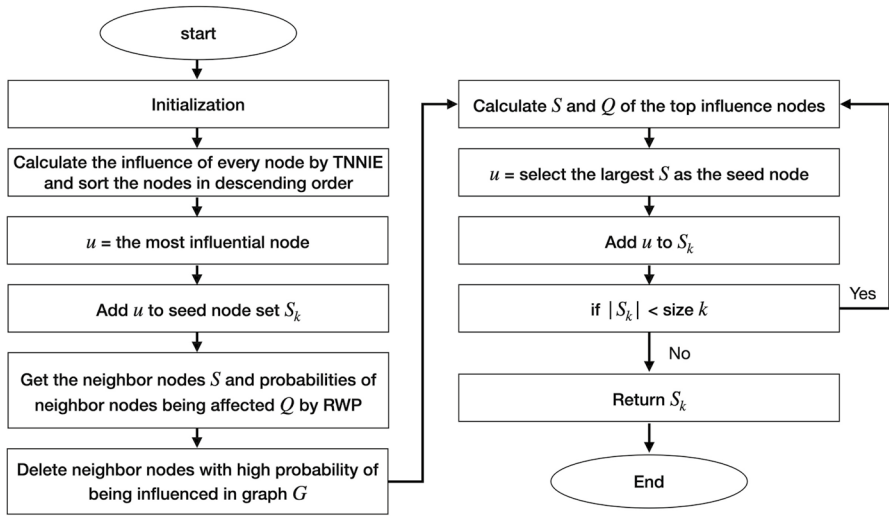 start
Initialization
Calculate the influence of every node by TNNIE
and sort the nodes in descending order
u = the most influential node
Add u to seed node set Sₖ
Get the neighbor nodes S and probabilities of
neighbor nodes being affected Q by RWP
Delete neighbor nodes with high probability of
being influenced in graph G
Calculate S and Q of the top influence nodes
u = select the largest S as the seed node
Add u to Sₖ
if |Sₖ| < size k
Yes
No
Return Sₖ
End